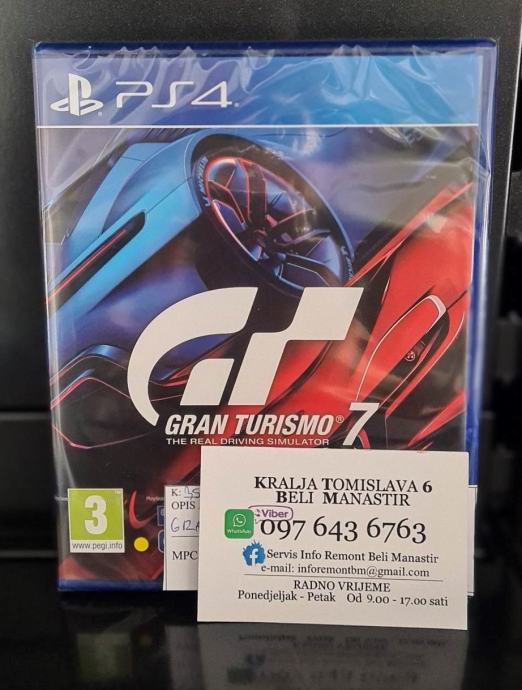 PS4
GRAN TURISMO® 7
THE REAL DRIVING SIMULATOR
3
www.pegi.info
OPIS
MPC
KRALJA TOMISLAVA 6
BELI MANASTIR
WhatsApp
Viber
097 643 6763
Servis Info Remont Beli Manastir
e-mail: inforemontbm@gmail.com
RADNO VRIJEME
Ponedjeljak - Petak Od 9.00 - 17.00 sati